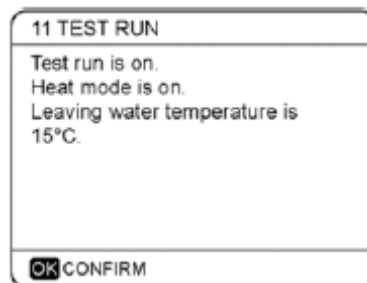 11 TEST RUN
Test run is on.
Heat mode is on.
Leaving water temperature is
15°C.
OK CONFIRM